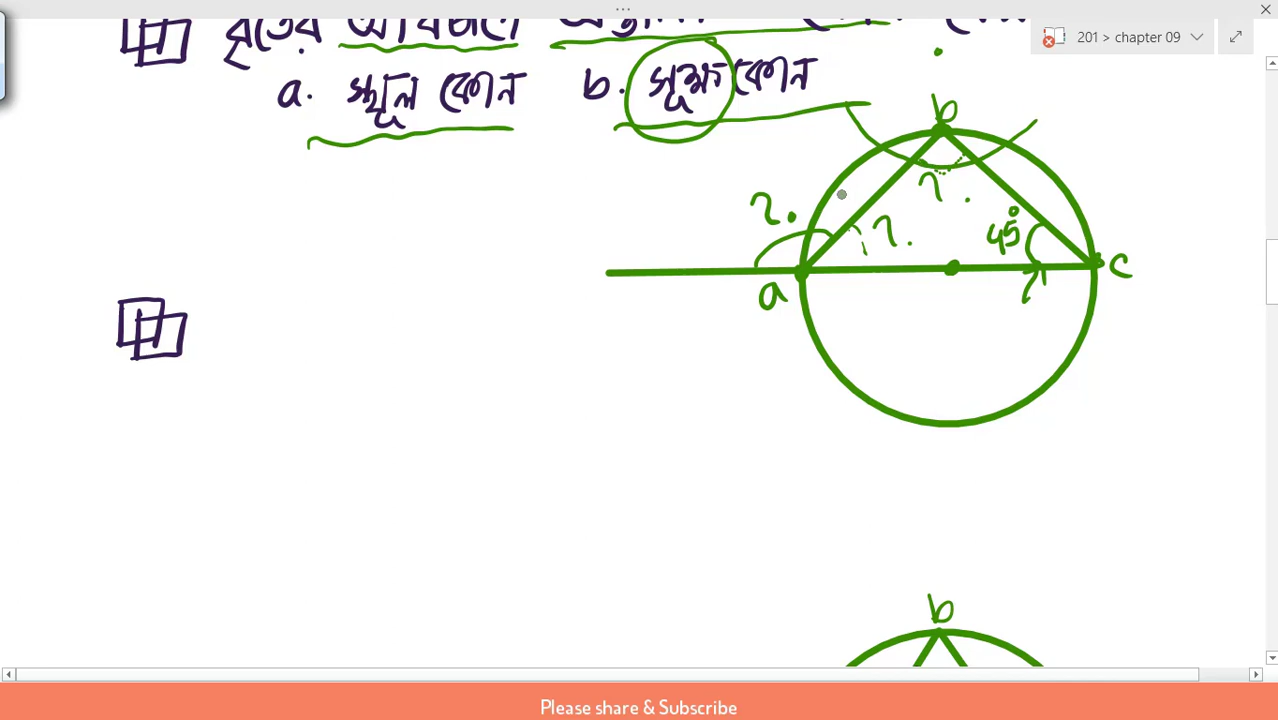 201 > chapter 09
বৃত্তের
a. স্থূল কোন b. সূক্ষ্ম কোন
b
?
?
?.
45°
a
c
b
Please share & Subscribe